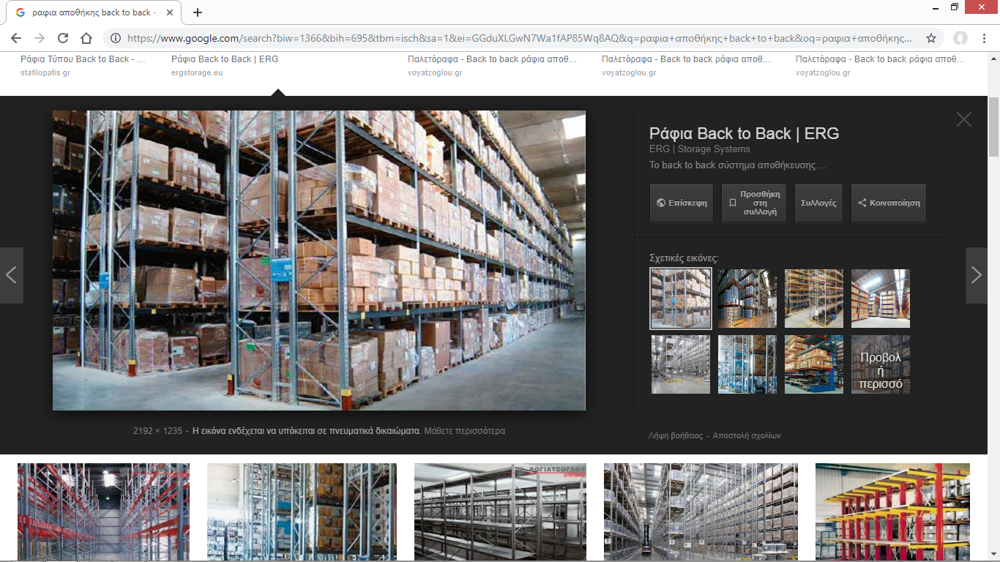 ραφια αποθήκης back to back -
https://www.google.com/search?biw=1366&bih=695&tbm=isch&sa=1&ei=GGduXLGwN7Wa1fAP85Wq8AQ&q=ραφια+αποθήκης+back+to+back&oq=ραφια+αποθήκης...
Ράφια Τύπου Back to Back - ...
stafilopatis.gr
Ράφια Back to Back | ERG
ergstorage.eu
Παλετόραφα - Back to back ράφια αποθ...
voyatzoglou.gr
Παλετόραφα - Back to back ράφια αποθ...
voyatzoglou.gr
Παλετόραφα - Back to back ράφια αποθ...
voyatzoglou.gr
Ράφια Back to Back | ERG
ERG | Storage Systems
Το back to back σύστημα αποθήκευσης ...
Επίσκεψη
Προσθήκη
στη
συλλογή
Συλλογές
Κοινοποίηση
Σχετικές εικόνες:
Προβολ
ή
περισσό
2192 × 1235 - Η εικόνα ενδέχεται να υπόκειται σε πνευματικά δικαιώματα. Μάθετε περισσότερα
Λήψη βοήθειας - Αποστολή σχολίων
ΒΟΓΙΑΤΖΟΓΛΟΥ